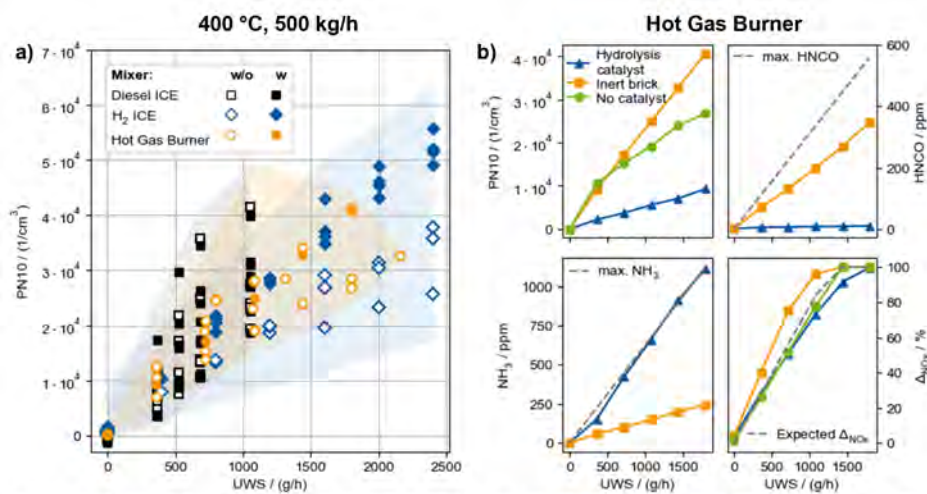 400 °C, 500 kg/h
Hot Gas Burner
a)
7 · 10⁴
6 · 10⁴
5 · 10⁴
4 · 10⁴
3 · 10⁴
2 · 10⁴
1 · 10⁴
0
PN10 / (1/cm³)
Mixer: w/o w
Diesel ICE
H₂ ICE
Hot Gas Burner
0 500 1000 1500 2000 2500
UWS / (g/h)
b)
4 · 10⁴
3 · 10⁴
2 · 10⁴
1 · 10⁴
0
PN10 / (1/cm³)
Hydrolysis
catalyst
Inert brick
No catalyst
max. HNCO
600
400
200
0
HNCO / ppm
max. NH₃
1000
750
500
250
0
NH₃ / ppm
0 500 1000 1500
UWS / (g/h)
Expected Δ_NOx
100
80
60
40
20
0
Δ_NOx / %
0 500 1000 1500
UWS / (g/h)